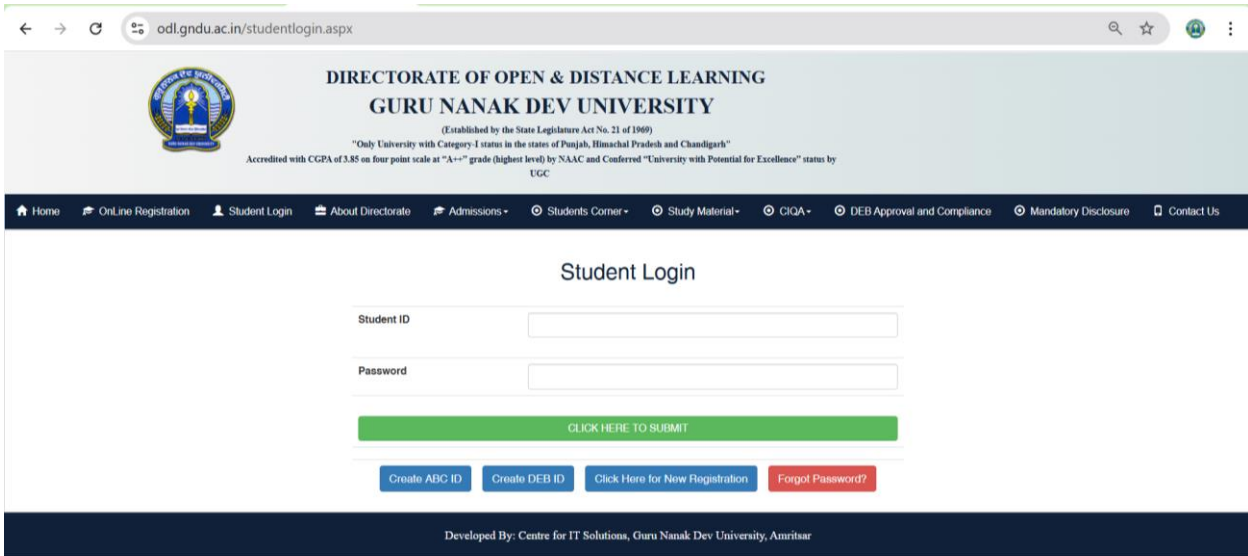 odl.gndu.ac.in/studentlogin.aspx
DIRECTORATE OF OPEN & DISTANCE LEARNING
GURU NANAK DEV UNIVERSITY
(Established by the State Legislature Act No. 21 of 1969)
"Only University with Category-I status in the states of Punjab, Himachal Pradesh and Chandigarh"
Accredited with CGPA of 3.85 on four point scale at "A++" grade (highest level) by NAAC and Conferred "University with Potential for Excellence" status by
UGC
Home OnLine Registration Student Login About Directorate Admissions Students Corner Study Material CIQA DEB Approval and Compliance Mandatory Disclosure Contact Us
Student Login
Student ID
Password
CLICK HERE TO SUBMIT
Create ABC ID Create DEB ID Click Here for New Registration Forgot Password?
Developed By: Centre for IT Solutions, Guru Nanak Dev University, Amritsar